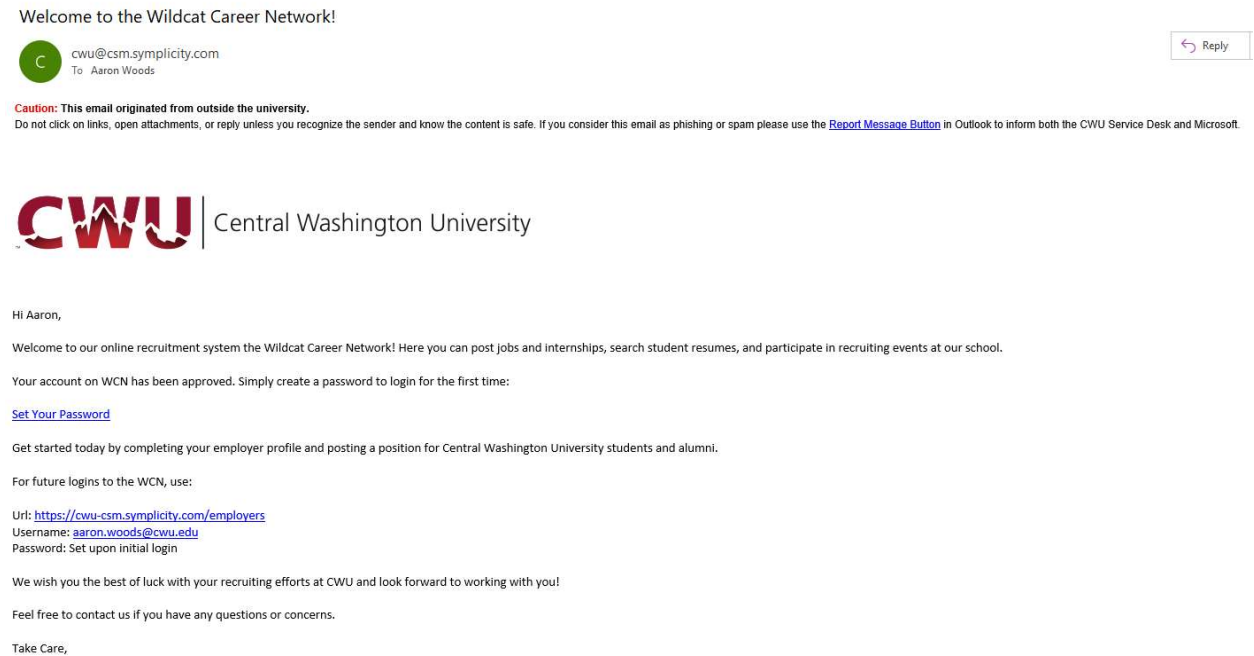 Welcome to the Wildcat Career Network!
C
cwu@csm.symplicity.com
To Aaron Woods
Reply
Caution: This email originated from outside the university.
Do not click on links, open attachments, or reply unless you recognize the sender and know the content is safe. If you consider this email as phishing or spam please use the Report Message Button in Outlook to inform both the CWU Service Desk and Microsoft.
CWU Central Washington University
Hi Aaron,
Welcome to our online recruitment system the Wildcat Career Network! Here you can post jobs and internships, search student resumes, and participate in recruiting events at our school.
Your account on WCN has been approved. Simply create a password to login for the first time:
Set Your Password
Get started today by completing your employer profile and posting a position for Central Washington University students and alumni.
For future logins to the WCN, use:
Url: https://cwu-csm.symplicity.com/employers
Username: aaron.woods@cwu.edu
Password: Set upon initial login
We wish you the best of luck with your recruiting efforts at CWU and look forward to working with you!
Feel free to contact us if you have any questions or concerns.
Take Care,